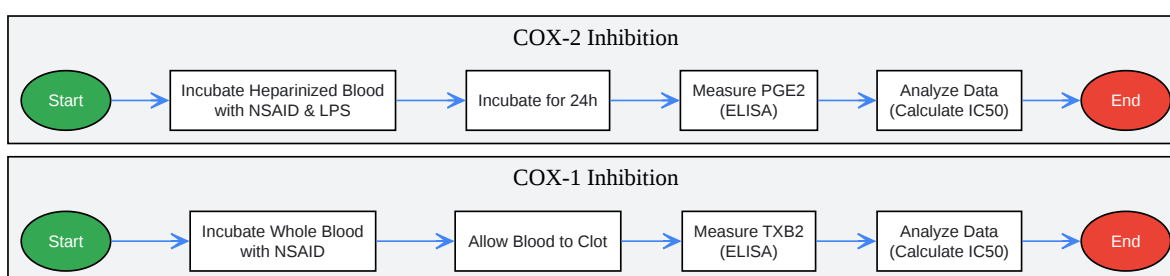 COX-2 Inhibition
Start
Incubate Heparinized Blood
with NSAID & LPS
Incubate for 24h
Measure PGE2
(ELISA)
Analyze Data
(Calculate IC50)
End
COX-1 Inhibition
Start
Incubate Whole Blood
with NSAID
Allow Blood to Clot
Measure TXB2
(ELISA)
Analyze Data
(Calculate IC50)
End